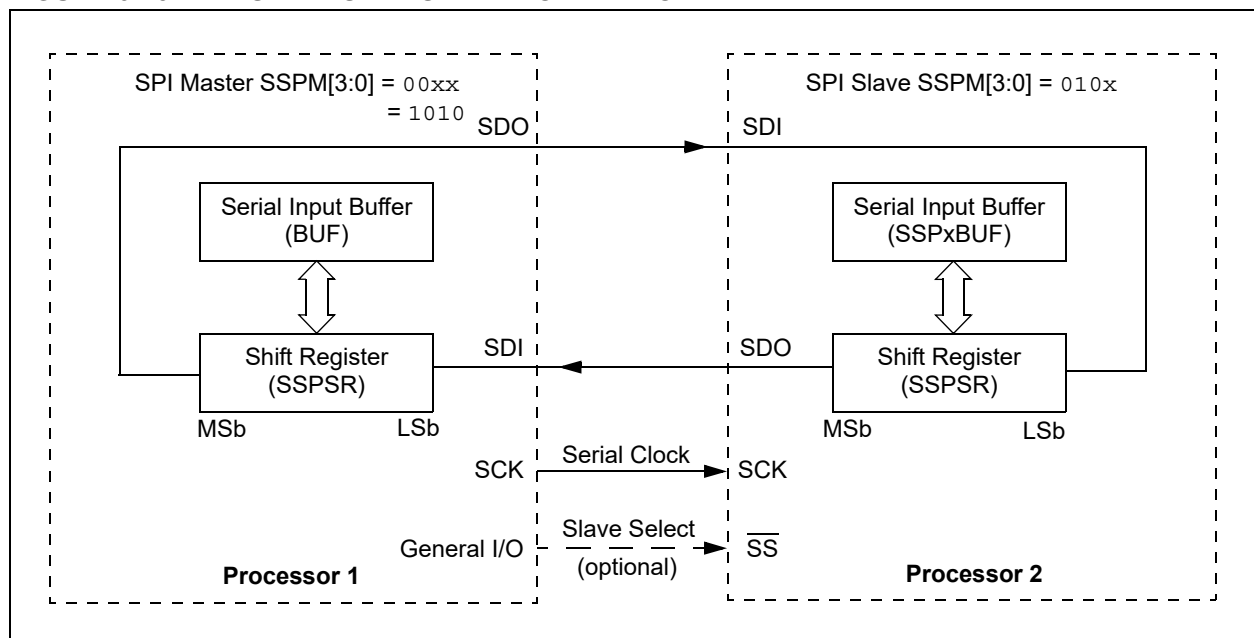 SPI Master SSPM[3:0] = 00xx
= 1010
SPI Slave SSPM[3:0] = 010x
SDO
SDI
Serial Input Buffer
(BUF)
Serial Input Buffer
(SSPxBUF)
SDI
SDO
Shift Register
(SSPSR)
Shift Register
(SSPSR)
MSb
LSb
MSb
LSb
SCK
Serial Clock
SCK
General I/O
Slave Select
(optional)
SS
Processor 1
Processor 2